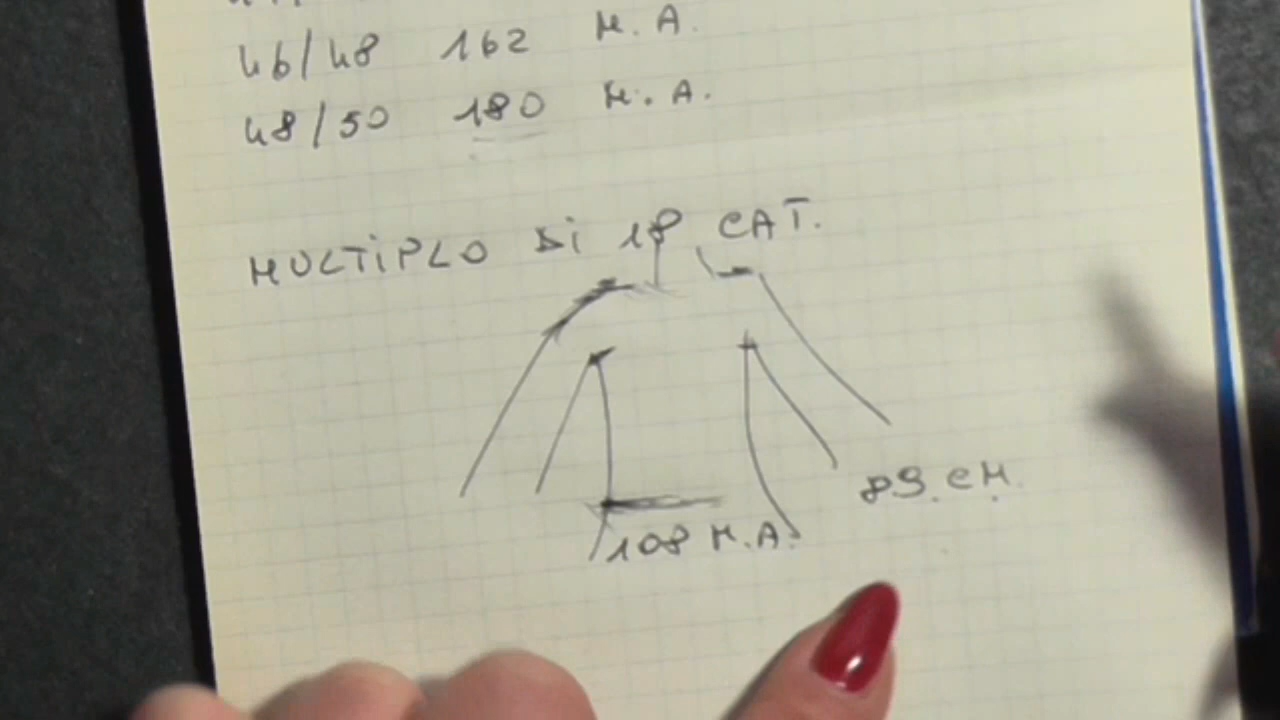 46/48 162 M.A.
48/50 180 M.A.
MULTIPLO Di 18 CAT.
89 CM.
108 M.A.